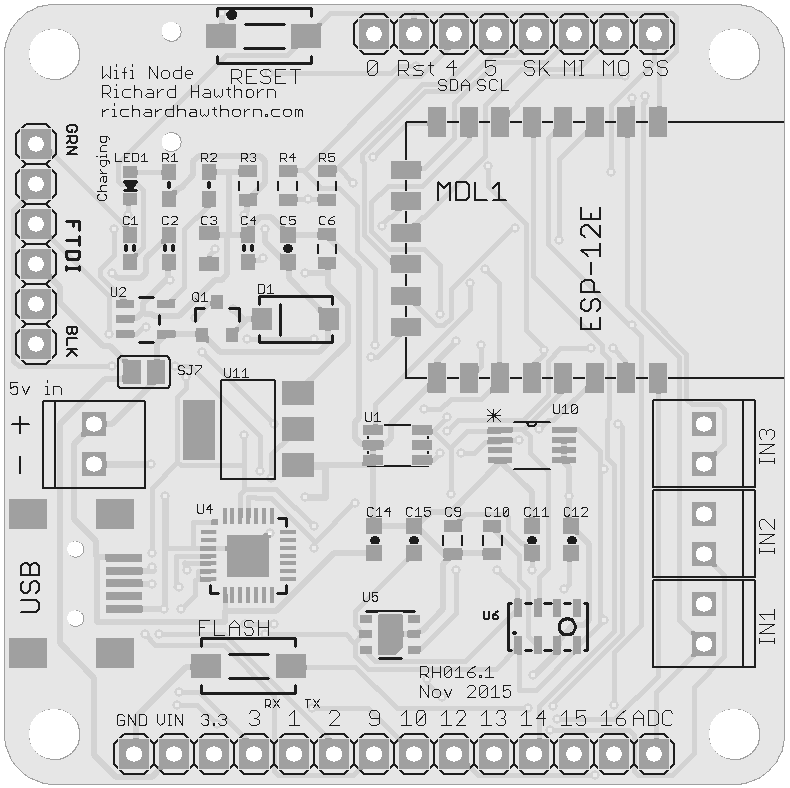 RESET
0 Rst 4 5 SK MI MO SS
SDA SCL
Wifi Node
Richard Hawthorn
richardhawthorn.com
GRN
FTDI
BLK
Charging
LED1 R1 R2 R3 R4 R5
C1 C2 C3 C4 C5 C6
MDL1
ESP-12E
U2
Q1
D1
SJ7
5v in
+
-
U11
U1
U10
IN3
IN2
IN1
U4
C14 C15 C9 C10 C11 C12
USB
U5
U6
FLASH
RH016.1
Nov 2015
RX TX
GND VIN 3.3 3 1 2 9 10 12 13 14 15 16 ADC